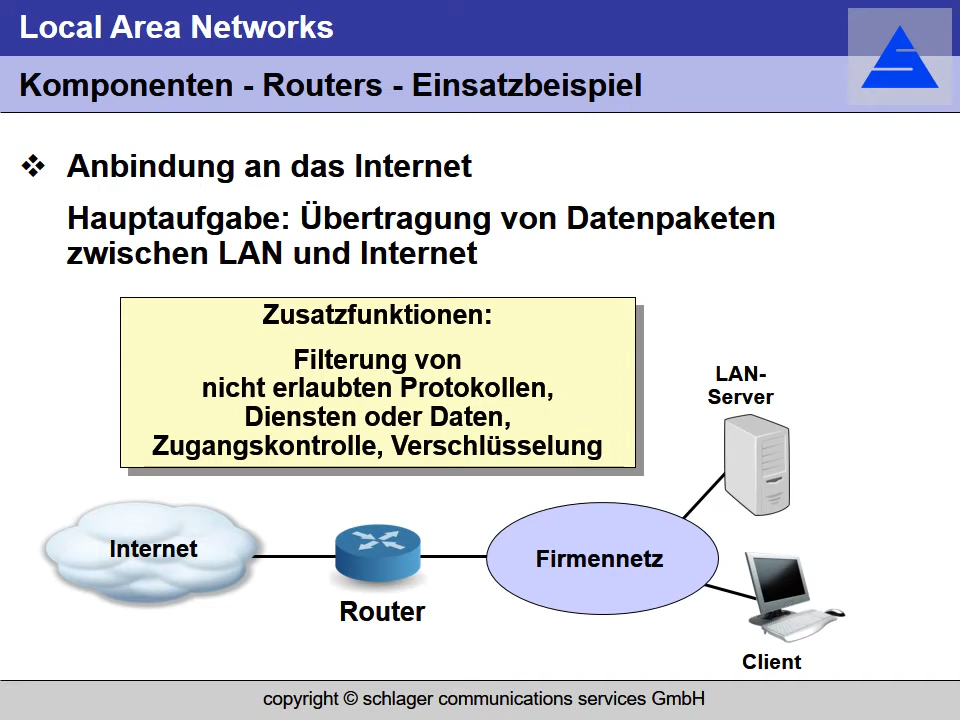 Local Area Networks
Komponenten - Routers - Einsatzbeispiel
❖ Anbindung an das Internet
Hauptaufgabe: Übertragung von Datenpaketen
zwischen LAN und Internet
Zusatzfunktionen:
Filterung von
nicht erlaubten Protokollen,
Diensten oder Daten,
Zugangskontrolle, Verschlüsselung
LAN-
Server
Internet
Firmennetz
Router
Client
copyright © schlager communications services GmbH